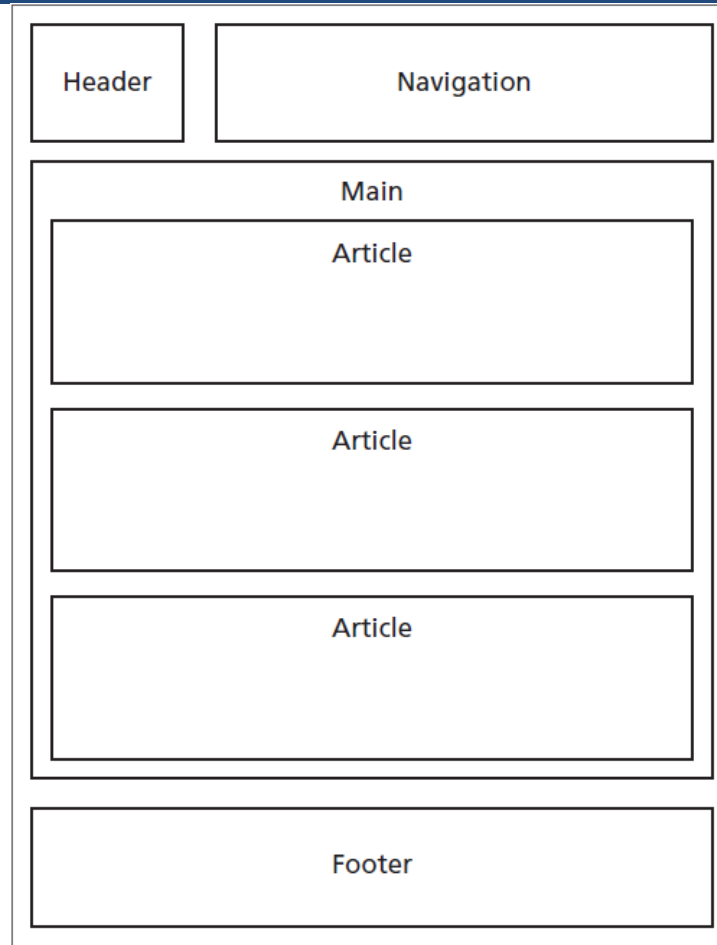 Header
Navigation
Main
Article
Article
Article
Footer